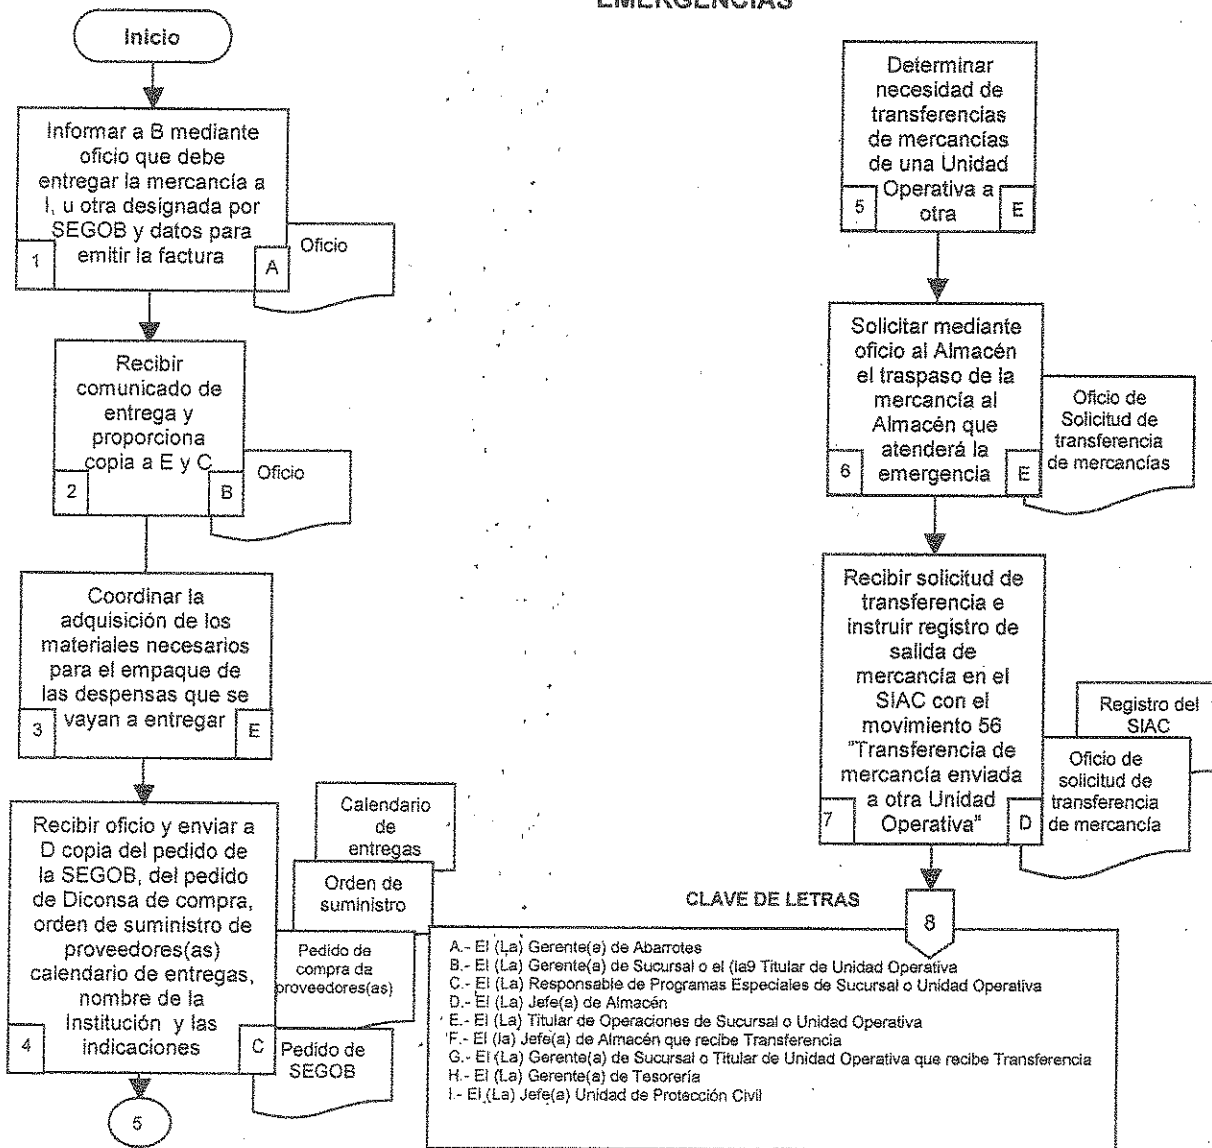 EMERGENCIAS
Inicio
Informar a B mediante
oficio que debe
entregar la mercancía a
I, u otra designada por
SEGOB y datos para
emitir la factura
1
A
Oficio
Recibir
comunicado de
entrega y
proporciona
copia a E y C
2
B
Oficio
Coordinar la
adquisición de los
materiales necesarios
para el empaque de
las despensas que se
vayan a entregar
3
E
Recibir oficio y enviar a
D copia del pedido de
la SEGOB, del pedido
de Diconsa de compra,
orden de suministro de
proveedores(as)
calendario de entregas,
nombre de la
Institución y las
indicaciones
4
C
Calendario
de
entregas
Orden de
suministro
Pedido de
compra da
proveedores(as)
Pedido de
SEGOB
5
Determinar
necesidad de
transferencias
de mercancías
de una Unidad
Operativa a
otra
5
E
Solicitar mediante
oficio al Almacén
el traspaso de la
mercancía al
Almacén que
atenderá la
emergencia
6
E
Oficio de
Solicitud de
transferencia
de mercancías
Recibir solicitud de
transferencia e
instruir registro de
salida de
mercancía en el
SIAC con el
movimiento 56
"Transferencia de
mercancía enviada
a otra Unidad
Operativa"
7
D
Registro del
SIAC
Oficio de
solicitud de
transferencia
de mercancía
8
CLAVE DE LETRAS
A.- El (La) Gerente(a) de Abarrotes
B.- El (La) Gerente(a) de Sucursal o el (la9 Titular de Unidad Operativa
C.- El (La) Responsable de Programas Especiales de Sucursal o Unidad Operativa
D.- El (La) Jefe(a) de Almacén
E.- El (La) Titular de Operaciones de Sucursal o Unidad Operativa
F.- El (la) Jefe(a) de Almacén que recibe Transferencia
G.- El (La) Gerente(a) de Sucursal o Titular de Unidad Operativa que recibe Transferencia
H.- El (La) Gerente(a) de Tesorería
I.- El (La) Jefe(a) Unidad de Protección Civil